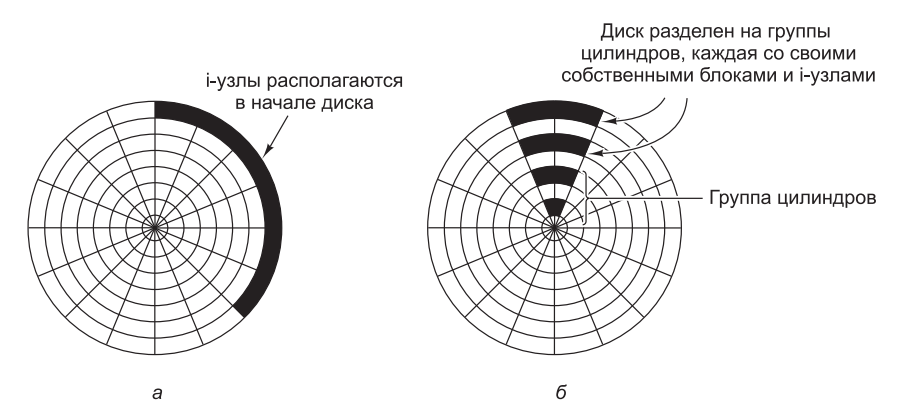 i-узлы располагаются
в начале диска
Диск разделен на группы
цилиндров, каждая со своими
собственными блоками и i-узлами
Группа цилиндров
а
б